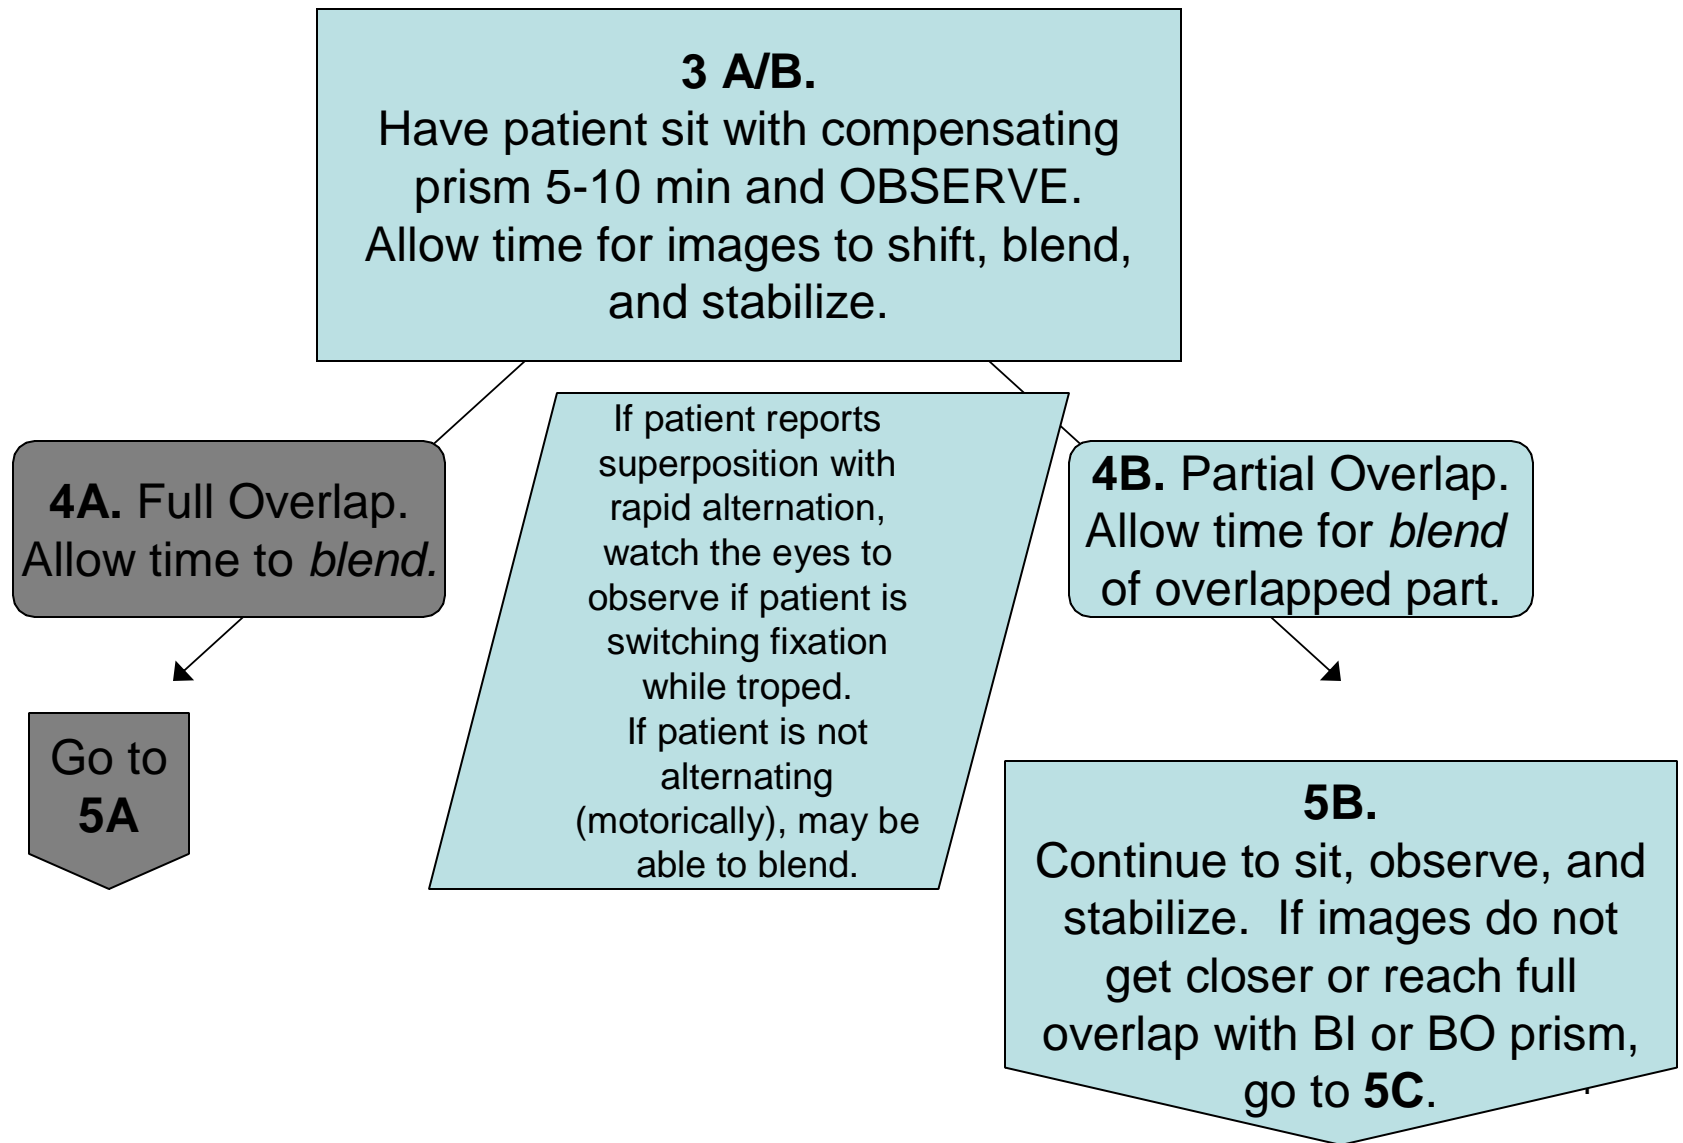 3 A/B.
Have patient sit with compensating
prism 5-10 min and OBSERVE.
Allow time for images to shift, blend,
and stabilize.
4A. Full Overlap.
Allow time to blend.
If patient reports
superposition with
rapid alternation,
watch the eyes to
observe if patient is
switching fixation
while troped.
If patient is not
alternating
(motorically), may be
able to blend.
4B. Partial Overlap.
Allow time for blend
of overlapped part.
Go to
5A
5B.
Continue to sit, observe, and
stabilize.  If images do not
get closer or reach full
overlap with BI or BO prism,
go to 5C.